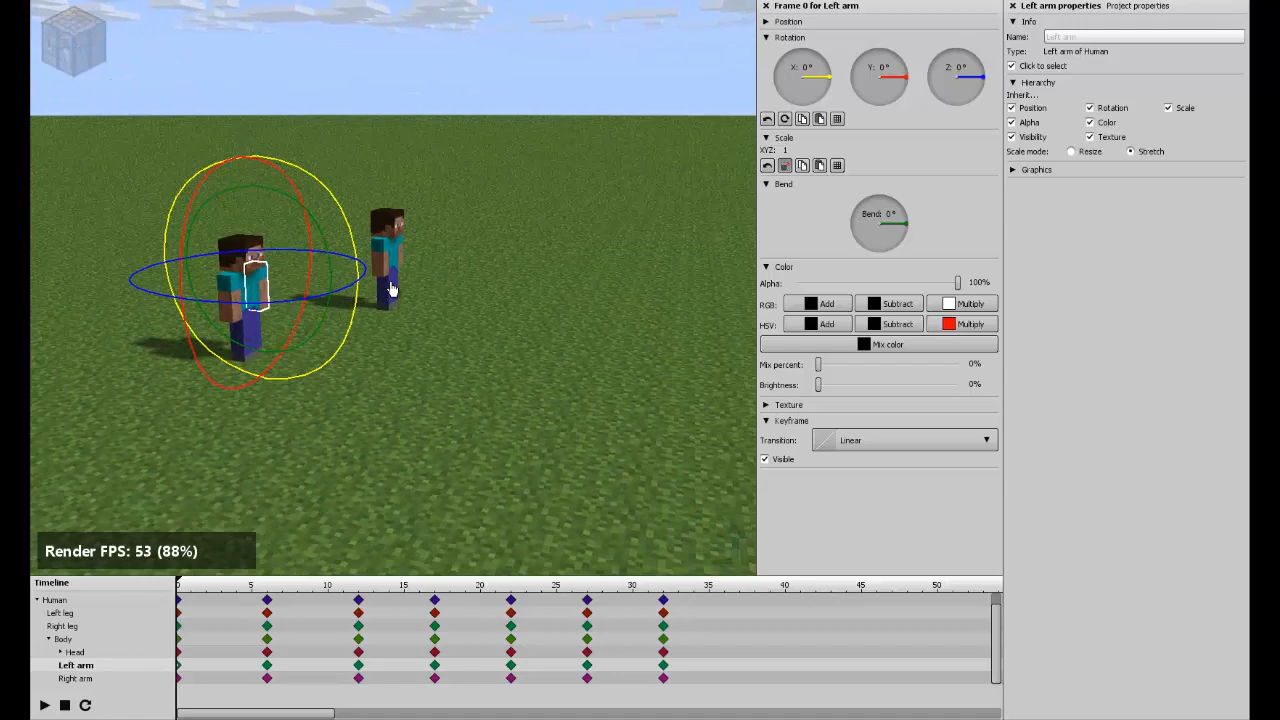 Frame 0 for Left arm
Position
Rotation
X: 0°
Y: 0°
Z: 0°
Scale
XYZ: 1
Bend
Bend: 0°
Color
Alpha: 100%
RGB: Add Subtract Multiply
HSV: Add Subtract Multiply
Mix color
Mix percent: 0%
Brightness: 0%
Texture
Keyframe
Transition: Linear
Visible
Left arm properties Project properties
Info
Name: Left arm
Type: Left arm of Human
Click to select
Hierarchy
Inherit...
Position Rotation Scale
Alpha Color
Visibility Texture
Scale mode: Resize Stretch
Graphics
Render FPS: 53 (88%)
Timeline
0 5 10 15 20 25 30 35 40 45 50
Human
Left leg
Right leg
Body
Head
Left arm
Right arm